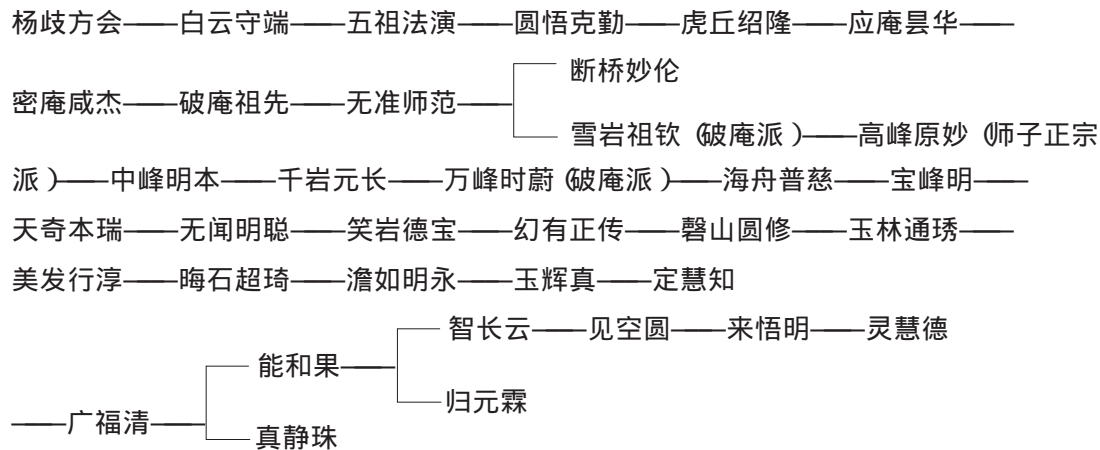 杨歧方会——白云守端——五祖法演——圆悟克勤——虎丘绍隆——应庵昙华——
断桥妙伦
密庵咸杰——破庵祖先——无准师范——
雪岩祖钦（破庵派）——高峰原妙（师子正宗
派）——中峰明本——千岩元长——万峰时蔚（破庵派）——海舟普慈——宝峰明——
天奇本瑞——无闻明聪——笑岩德宝——幻有正传——磬山圆修——玉林通琇——
美发行淳——晦石超琦——澹如明永——玉辉真——定慧知
智长云——见空圆——来悟明——灵慧德
能和果——
归元霖
——广福清——
真静珠